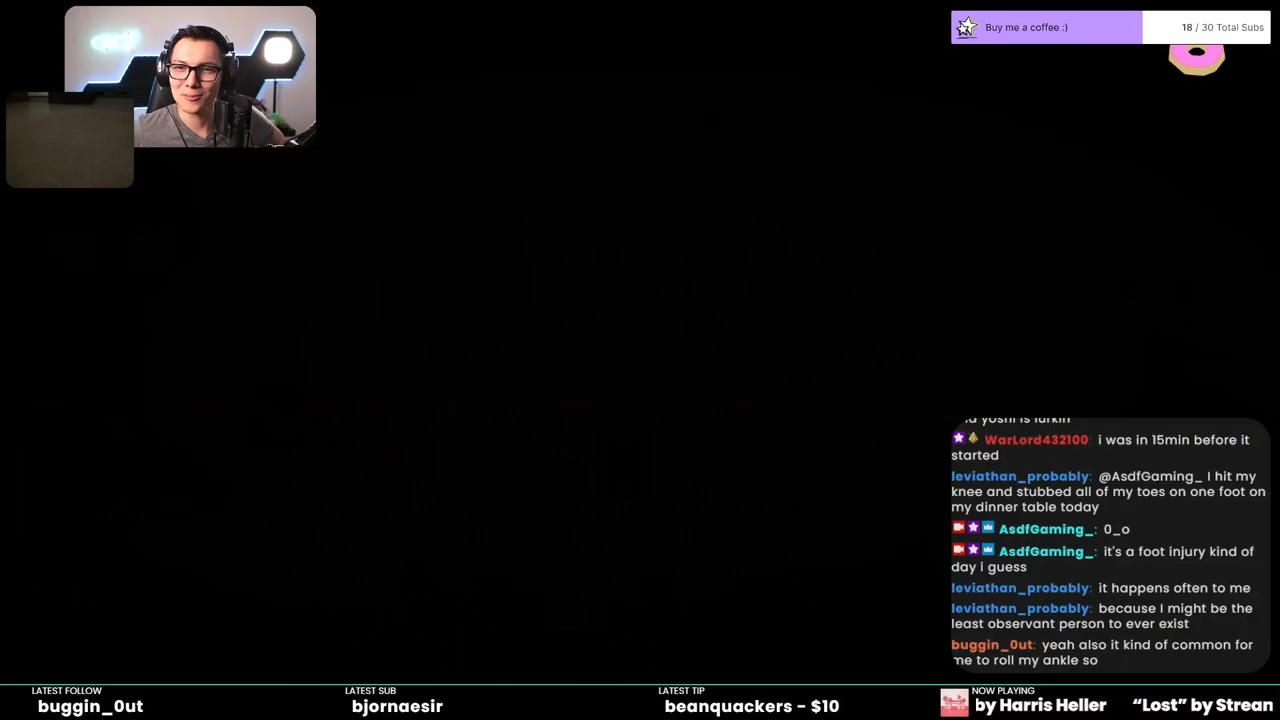 Buy me a coffee :)
18 / 30 Total Subs
yoshi is lurkin
WarLord432100: i was in 15min before it
started
leviathan_probably: @AsdfGaming_ I hit my
knee and stubbed all of my toes on one foot on
my dinner table today
AsdfGaming_: 0_o
AsdfGaming_: it's a foot injury kind of
day i guess
leviathan_probably: it happens often to me
leviathan_probably: because I might be the
least observant person to ever exist
buggin_0ut: yeah also it kind of common for
me to roll my ankle so
LATEST FOLLOW
buggin_0ut
LATEST SUB
bjornaesir
LATEST TIP
beanquackers - $10
NOW PLAYING
by Harris Heller “Lost” by Strean